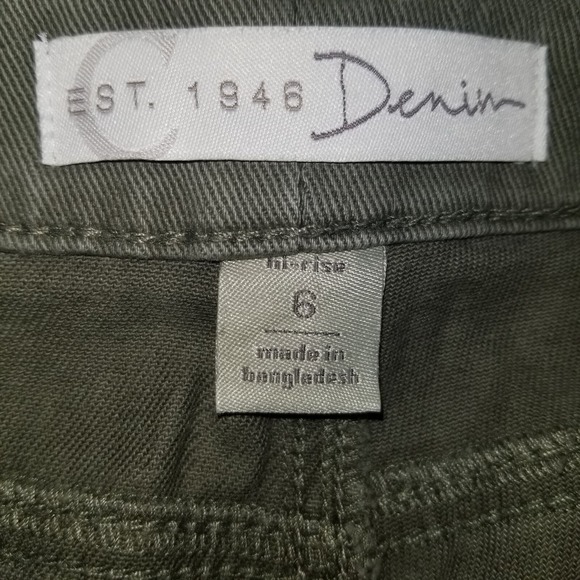 C
EST. 1946 Denim
hi-rise
6
made in
bangladesh